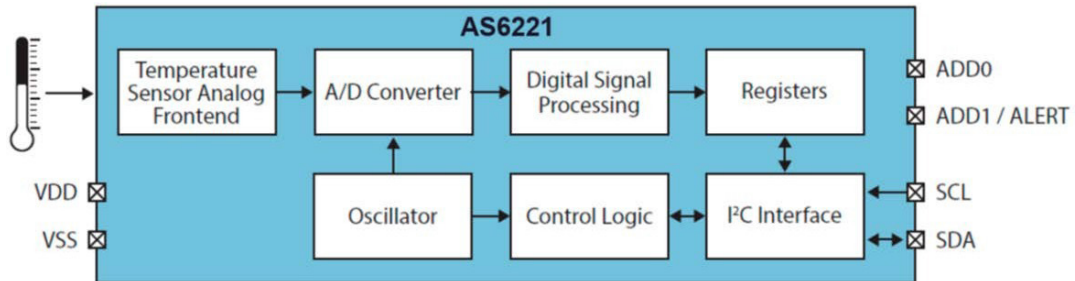 AS6221
Temperature
Sensor Analog
Frontend
A/D Converter
Digital Signal
Processing
Registers
ADD0
ADD1 / ALERT
VDD
VSS
Oscillator
Control Logic
I²C Interface
SCL
SDA